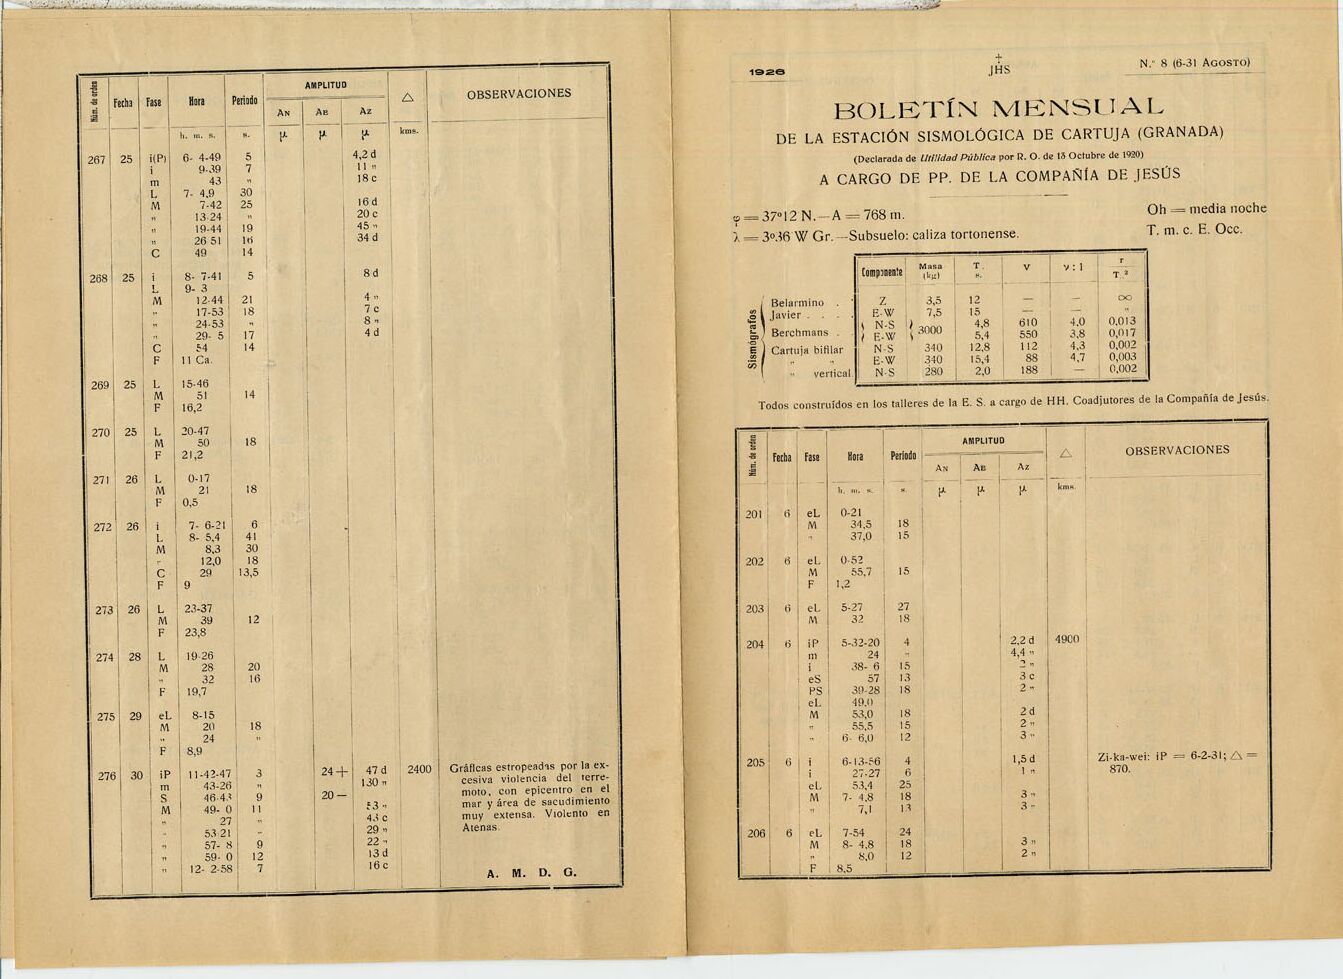 Núm. de orden Fecha Fase Hora Periodo AMPLITUD △ OBSERVACIONES
AN AE AZ
h. m. s. s. µ µ µ kms.
267 25 i(P) 6- 4-49 5 4,2 d
i 9-39 7 11 „
m 43 „ 18 c
L 7- 4,9 30
M 7-42 25 16 d
„ 13-24 „ 20 c
„ 19-44 19 45 „
„ 26 51 16 34 d
C 49 14
268 25 i 8- 7-41 5 8 d
L 9- 3
M 12-44 21 4 „
„ 17-53 18 7 c
„ 24-53 „ 8 „
„ 29- 5 17 4 d
C 54 14
F 11 Ca.
269 25 L 15-46
M 51 14
F 16,2
270 25 L 20-47
M 50 18
F 21,2
271 26 L 0-17
M 21 18
F 0,5
272 26 i 7- 6-21 6
L 8- 5,4 41
M 8,3 30
„ 12,0 18
C 29 13,5
F 9
273 26 L 23-37
M 39 12
F 23,8
274 28 L 19-26
M 28 20
„ 32 16
F 19,7
275 29 eL 8-15
M 20 18
„ 24 „
F 8,9
276 30 iP 11-42-47 3 24 + 47 d 2400 Gráficas estropeadas por la ex-
m 43-26 „ 130 „ cesiva violencia del terre-
S 46-43 9 20 — moto, con epicentro en el
M 49- 0 11 53 „ mar y área de sacudimiento
„ 27 „ 43 c muy extensa. Violento en
„ 53 21 „ 29 „ Atenas.
„ 57- 8 9 22 „
„ 59- 0 12 13 d
„ 12- 2-58 7 16 c
A. M. D. G.
1926
JHS
N.º 8 (6-31 AGOSTO)
BOLETÍN MENSUAL
DE LA ESTACIÓN SISMOLÓGICA DE CARTUJA (GRANADA)
(Declarada de Utilidad Pública por R. O. de 13 Octubre de 1920)
A CARGO DE PP. DE LA COMPAÑÍA DE JESÚS
φ = 37º12 N.—A = 768 m. Oh = media noche
λ = 3º36 W Gr.—Subsuelo: caliza tortonense. T. m. c. E. Occ.
Componente Masa (kg) T. s. V v : 1 r T.²
Sismógrafos
Belarmino . . Z 3,5 12 — — ∞
Javier . . . . E-W 7,5 15 — — „
Berchmans . . N-S 3000 4,8 610 4,0 0,013
E-W 5,4 550 3,8 0,017
Cartuja bifilar N-S 340 12,8 112 4,3 0,002
„ „ E-W 340 15,4 88 4,7 0,003
„ vertical N-S 280 2,0 188 — 0,002
Todos construídos en los talleres de la E. S. a cargo de HH. Coadjutores de la Compañía de Jesús.
Núm. de orden Fecha Fase Hora Período AMPLITUD △ OBSERVACIONES
AN AE AZ
h. m. s. s. µ µ µ kms.
201 6 eL 0-21
M 34,5 18
„ 37,0 15
202 6 eL 0-52
M 55,7 15
F 1,2
203 6 eL 5-27 27
M 32 18
204 6 iP 5-32-20 4 2,2 d 4900
m 24 „ 4,4 „
i 38- 6 15 2 „
eS 57 13 3 c
PS 39-28 18 2 „
eL 49,0
M 53,0 18 2 d
„ 55,5 15 2 „
„ 6- 6,0 12 3 „
205 6 i 6-13-56 4 1,5 d Zi-ka-wei: iP = 6-2-31; △ =
i 27-27 6 1 „ 870.
eL 53,4 25
M 7- 4,8 18 3 „
„ 7,1 13 3 „
206 6 eL 7-54 24
M 8- 4,8 18 3 „
„ 8,0 12 2 „
F 8,5